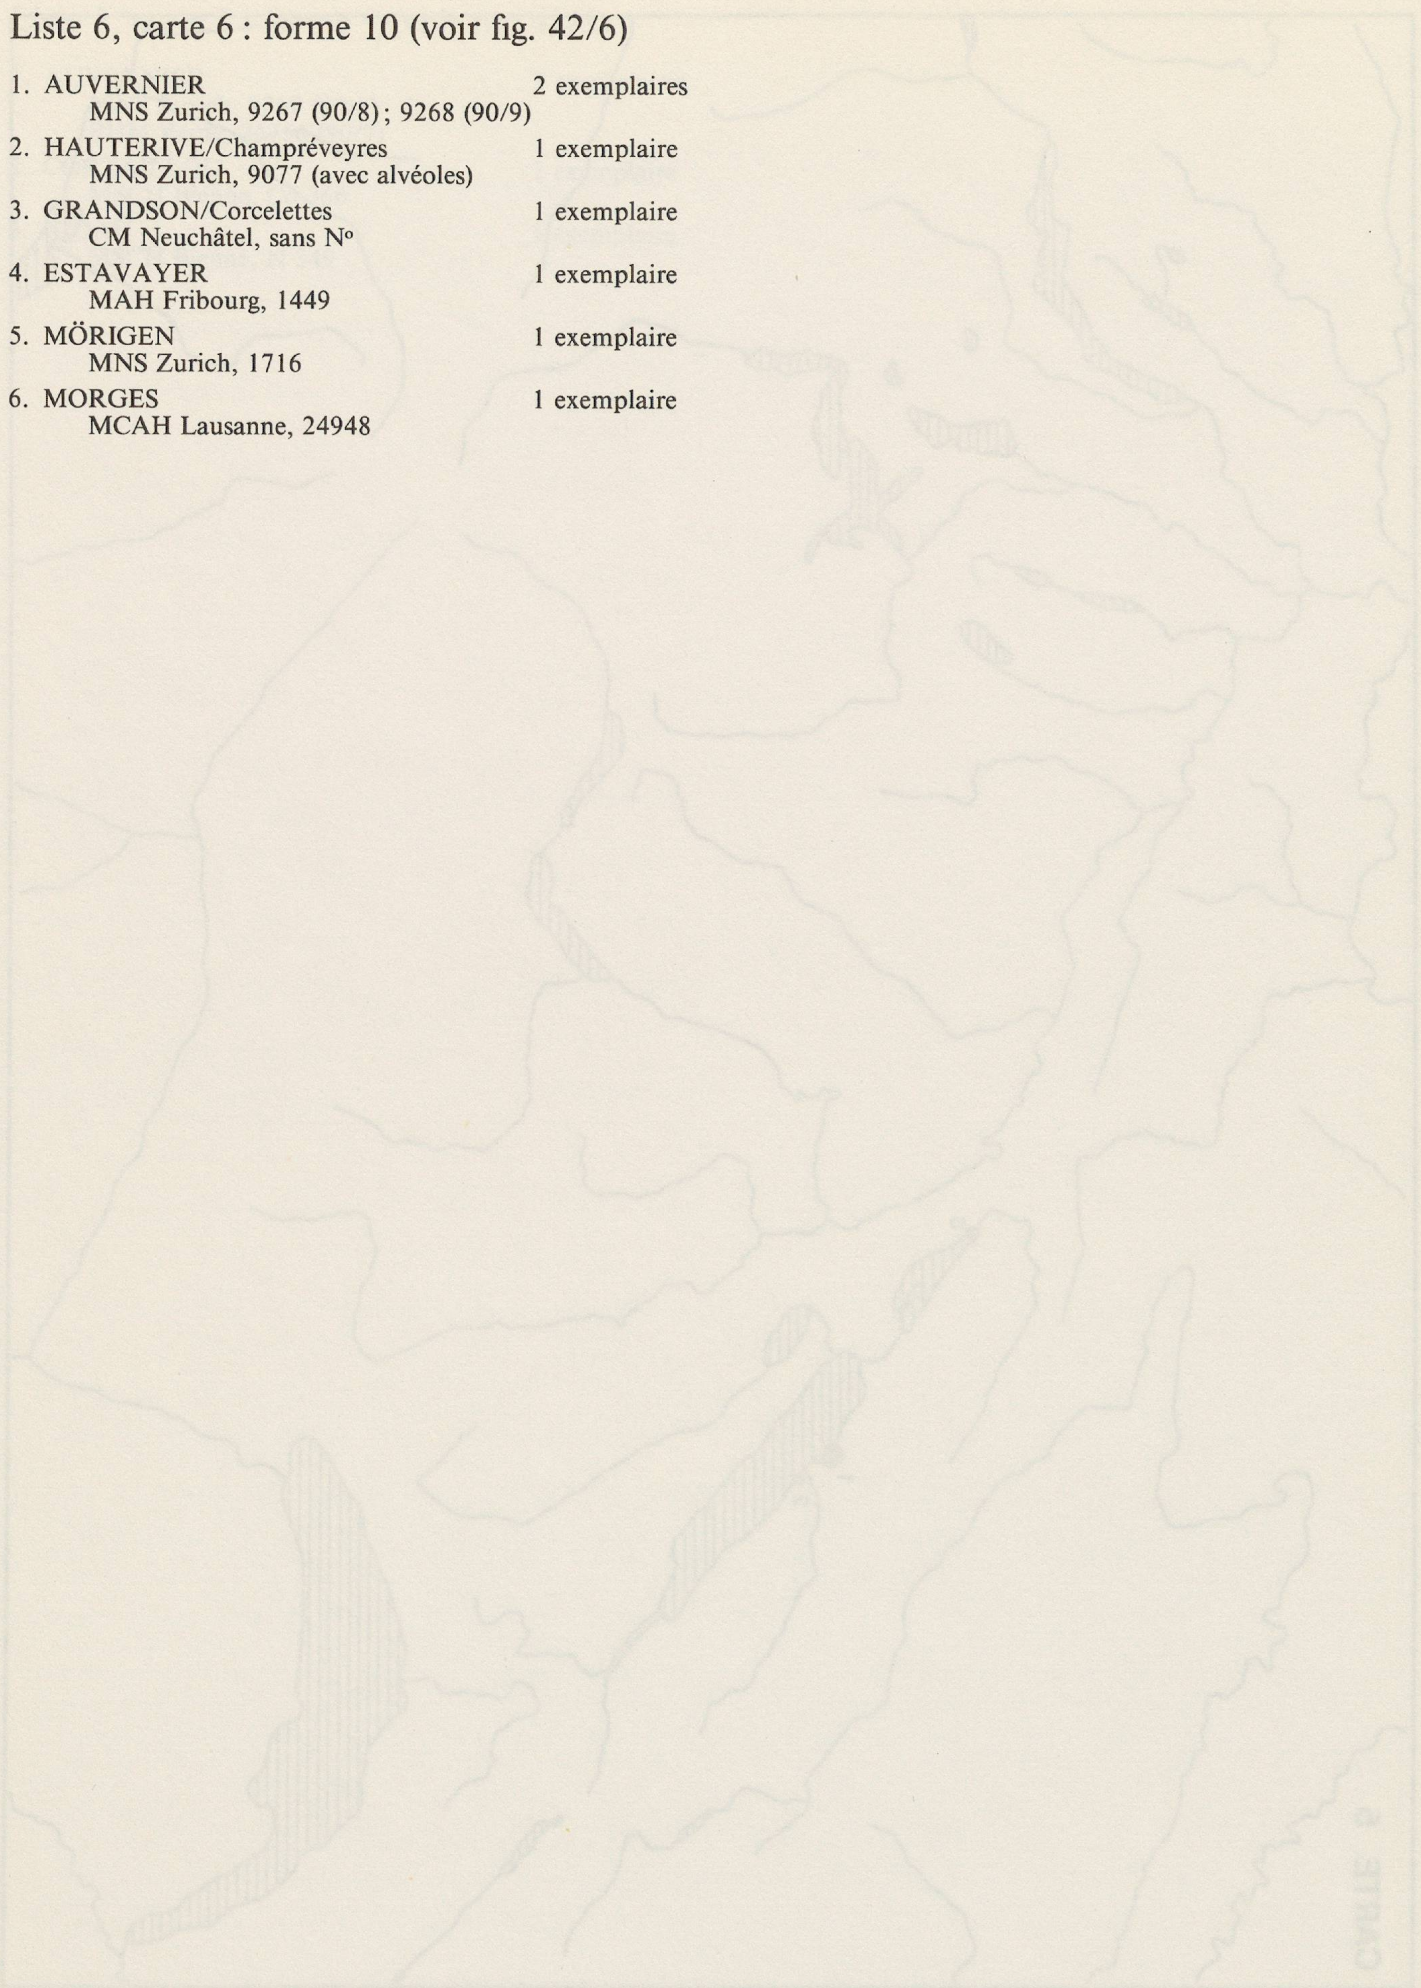 Liste 6, carte 6 : forme 10 (voir fig. 42/6)
1. AUVERNIER 2 exemplaires
MNS Zurich, 9267 (90/8) ; 9268 (90/9)
2. HAUTERIVE/Champréveyres 1 exemplaire
MNS Zurich, 9077 (avec alvéoles)
3. GRANDSON/Corcelettes 1 exemplaire
CM Neuchâtel, sans Nº
4. ESTAVAYER 1 exemplaire
MAH Fribourg, 1449
5. MÖRIGEN 1 exemplaire
MNS Zurich, 1716
6. MORGES 1 exemplaire
MCAH Lausanne, 24948